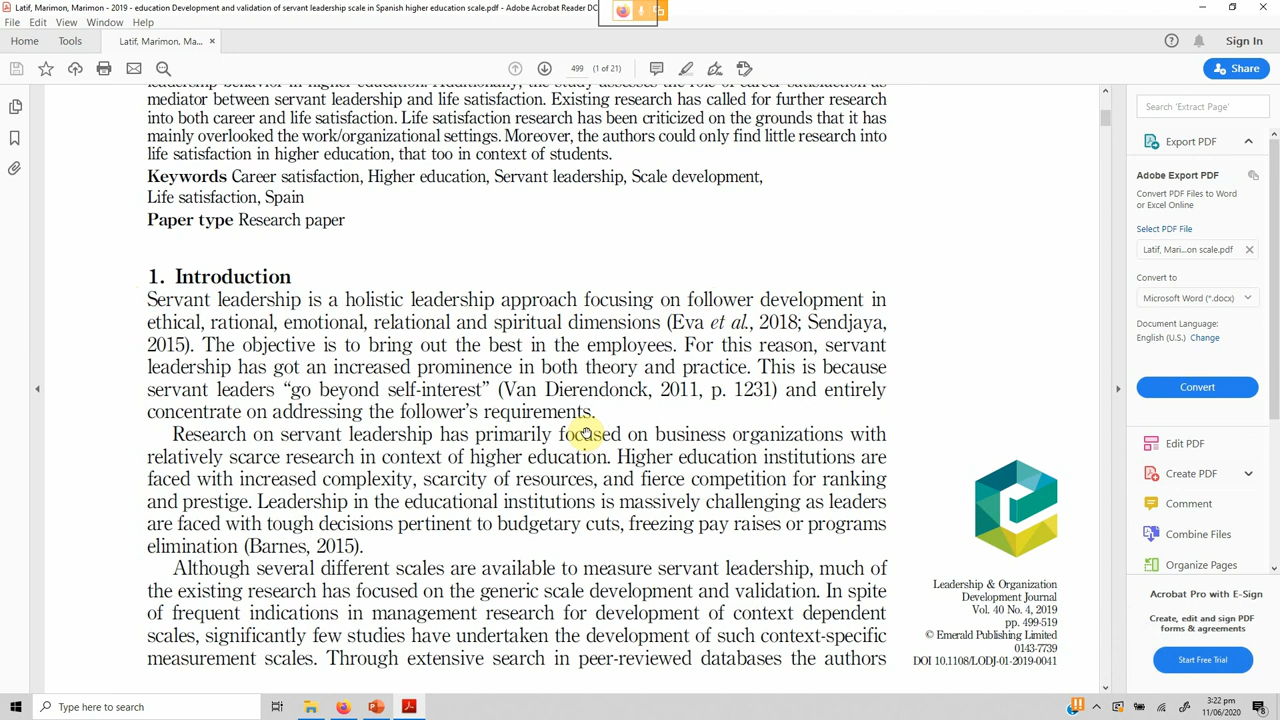 Latif, Marimon, Marimon - 2019 - education Development and validation of servant leadership scale in Spanish higher education scale.pdf - Adobe Acrobat Reader DC
File Edit View Window Help
Home Tools Latif, Marimon, Ma... × Sign In
499 (1 of 21) Share
leadership behavior in higher education. Additionally, the study assesses the role of career satisfaction as
mediator between servant leadership and life satisfaction. Existing research has called for further research
into both career and life satisfaction. Life satisfaction research has been criticized on the grounds that it has
mainly overlooked the work/organizational settings. Moreover, the authors could only find little research into
life satisfaction in higher education, that too in context of students.
Keywords Career satisfaction, Higher education, Servant leadership, Scale development,
Life satisfaction, Spain
Paper type Research paper
1. Introduction
Servant leadership is a holistic leadership approach focusing on follower development in
ethical, rational, emotional, relational and spiritual dimensions (Eva et al., 2018; Sendjaya,
2015). The objective is to bring out the best in the employees. For this reason, servant
leadership has got an increased prominence in both theory and practice. This is because
servant leaders “go beyond self-interest” (Van Dierendonck, 2011, p. 1231) and entirely
concentrate on addressing the follower’s requirements.
Research on servant leadership has primarily focused on business organizations with
relatively scarce research in context of higher education. Higher education institutions are
faced with increased complexity, scarcity of resources, and fierce competition for ranking
and prestige. Leadership in the educational institutions is massively challenging as leaders
are faced with tough decisions pertinent to budgetary cuts, freezing pay raises or programs
elimination (Barnes, 2015).
Although several different scales are available to measure servant leadership, much of
the existing research has focused on the generic scale development and validation. In spite
of frequent indications in management research for development of context dependent
scales, significantly few studies have undertaken the development of such context-specific
measurement scales. Through extensive search in peer-reviewed databases the authors
Leadership & Organization
Development Journal
Vol. 40 No. 4, 2019
pp. 499-519
© Emerald Publishing Limited
0143-7739
DOI 10.1108/LODJ-01-2019-0041
Search 'Extract Page'
Export PDF
Adobe Export PDF
Convert PDF Files to Word
or Excel Online
Select PDF File
Latif, Mari...on scale.pdf
Convert to
Microsoft Word (*.docx)
Document Language:
English (U.S.) Change
Convert
Edit PDF
Create PDF
Comment
Combine Files
Organize Pages
Acrobat Pro with E-Sign
Create, edit and sign PDF
forms & agreements
Start Free Trial
Type here to search
3:22 pm
11/06/2020
8